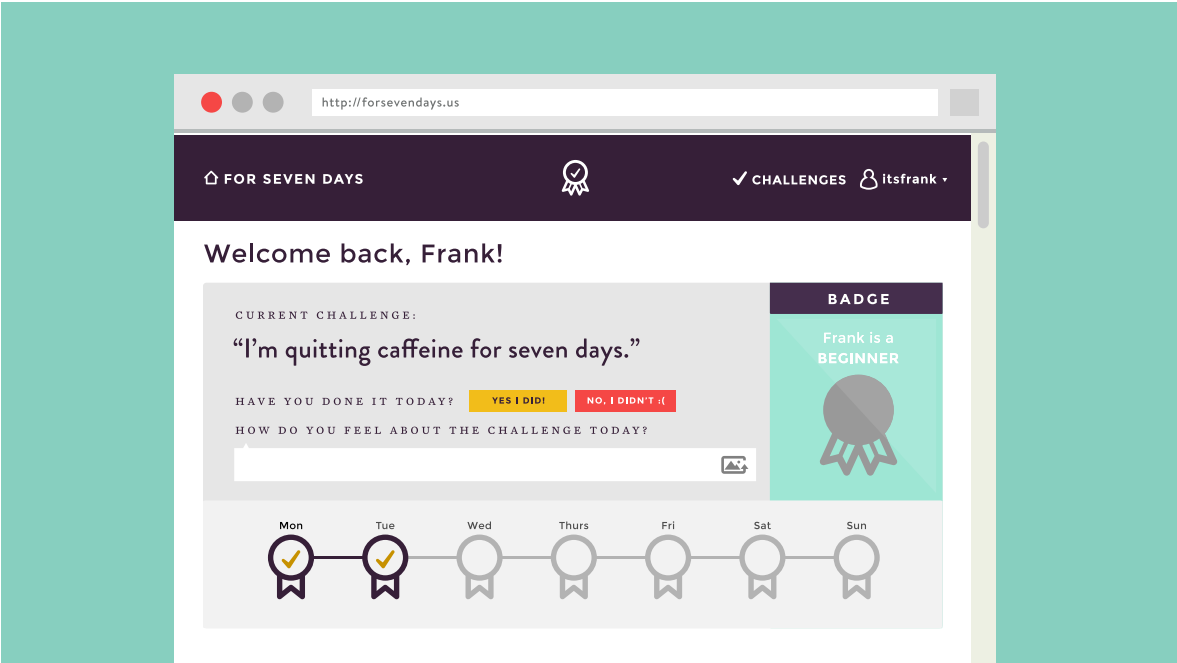 http://forsevendays.us
FOR SEVEN DAYS
CHALLENGES
itsfrank
Welcome back, Frank!
CURRENT CHALLENGE:
“I’m quitting caffeine for seven days.”
HAVE YOU DONE IT TODAY?
YES I DID!
NO, I DIDN'T :(
HOW DO YOU FEEL ABOUT THE CHALLENGE TODAY?
BADGE
Frank is a
BEGINNER
Mon Tue Wed Thurs Fri Sat Sun